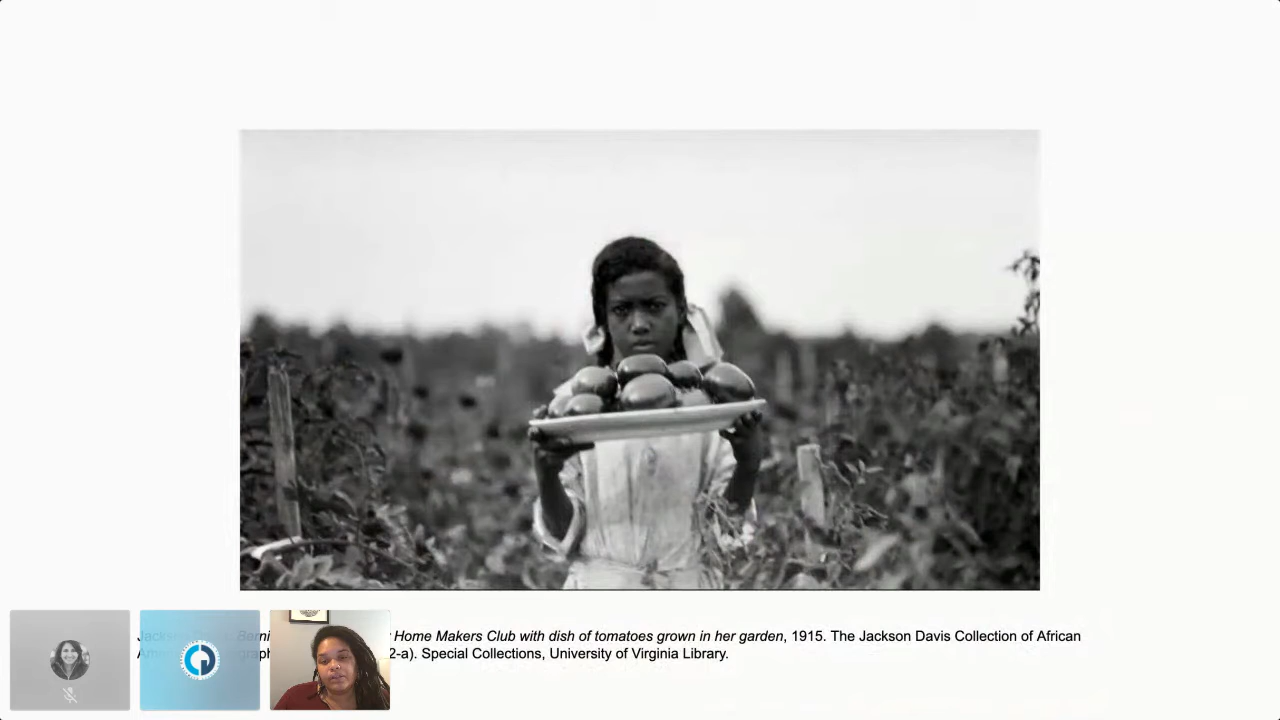 Home Makers Club with dish of tomatoes grown in her garden, 1915. The Jackson Davis Collection of African
2-a). Special Collections, University of Virginia Library.